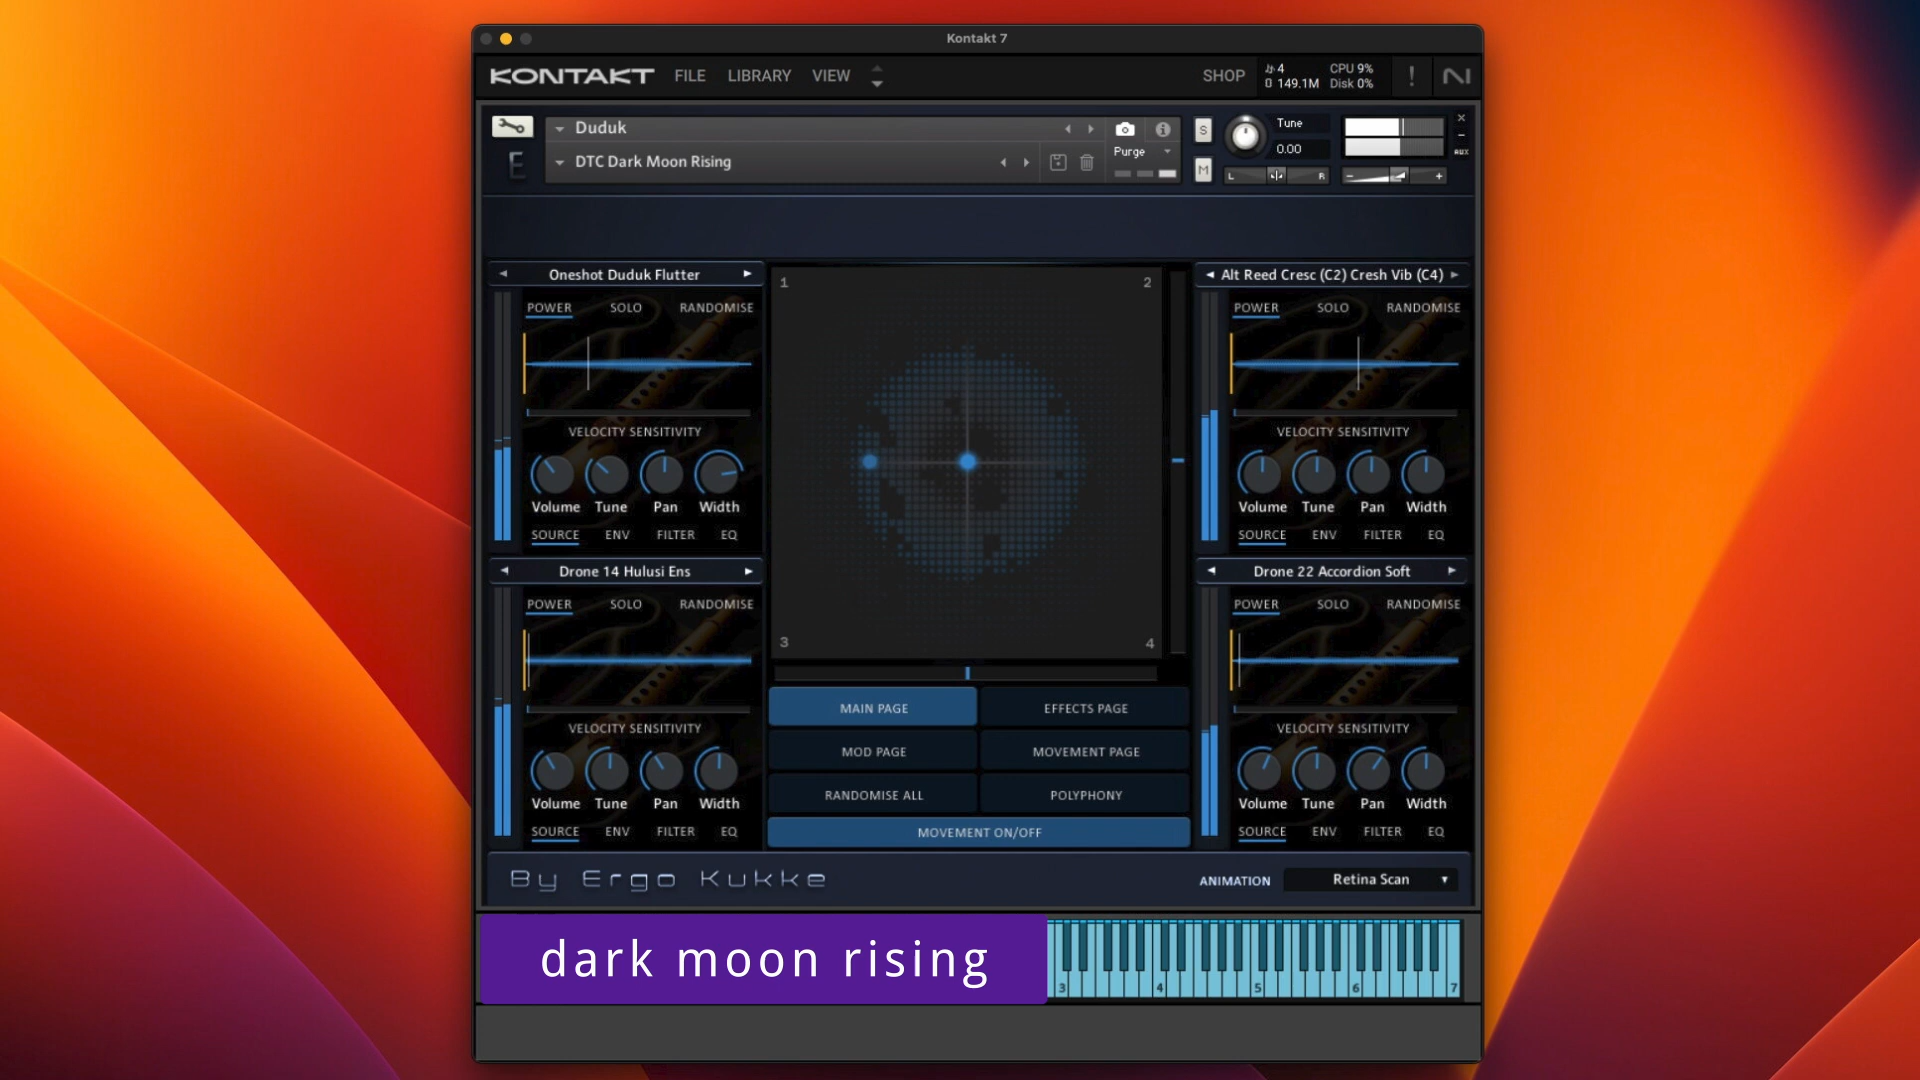 Kontakt 7
KONTAKT FILE LIBRARY VIEW SHOP 4 CPU 9%
149.1M Disk 0%
Duduk
DTC Dark Moon Rising
Purge
S
M
Tune
0.00
L R
- +
AUX
E
Oneshot Duduk Flutter
POWER SOLO RANDOMISE
VELOCITY SENSITIVITY
Volume Tune Pan Width
SOURCE ENV FILTER EQ
Drone 14 Hulusi Ens
POWER SOLO RANDOMISE
VELOCITY SENSITIVITY
Volume Tune Pan Width
SOURCE ENV FILTER EQ
1 2
3 4
MAIN PAGE EFFECTS PAGE
MOD PAGE MOVEMENT PAGE
RANDOMISE ALL POLYPHONY
MOVEMENT ON/OFF
Alt Reed Cresc (C2) Cresh Vib (C4)
POWER SOLO RANDOMISE
VELOCITY SENSITIVITY
Volume Tune Pan Width
SOURCE ENV FILTER EQ
Drone 22 Accordion Soft
POWER SOLO RANDOMISE
VELOCITY SENSITIVITY
Volume Tune Pan Width
SOURCE ENV FILTER EQ
By Ergo Kukke
ANIMATION Retina Scan
dark moon rising
3 4 5 6 7